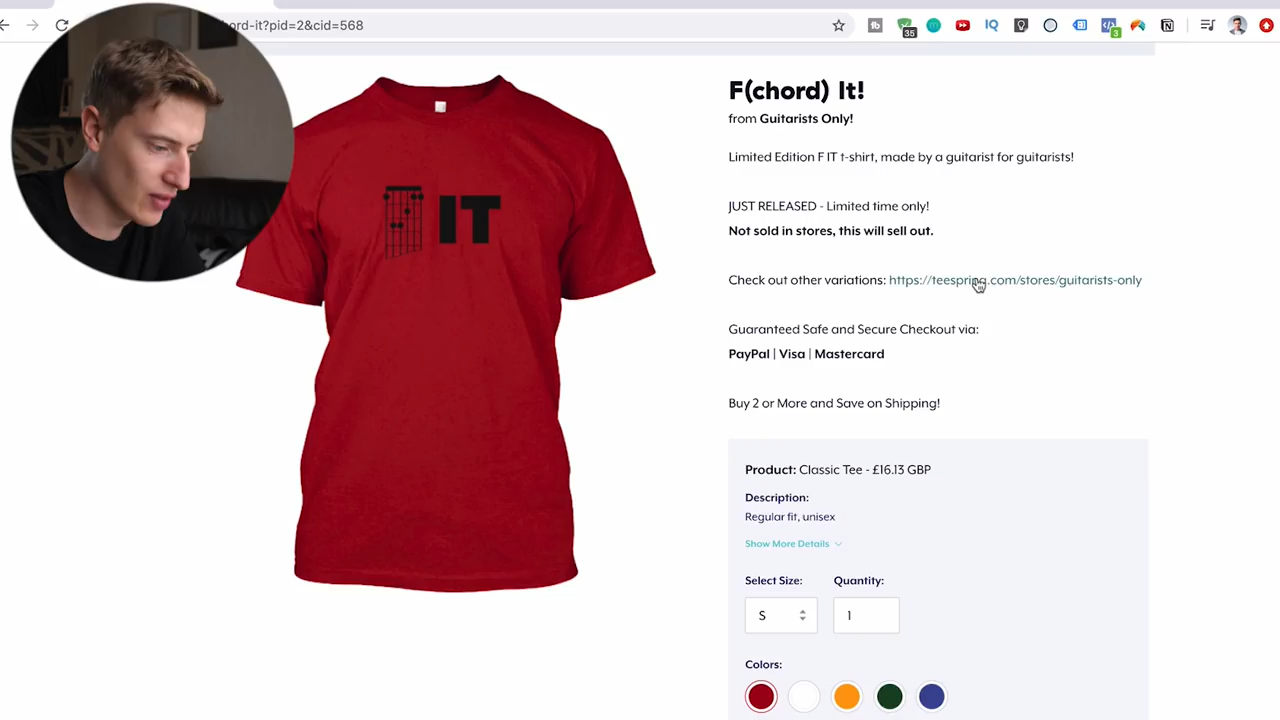 hord-it?pid=2&cid=568
35
3
F(chord) It!
from Guitarists Only!
Limited Edition F IT t-shirt, made by a guitarist for guitarists!
JUST RELEASED - Limited time only!
Not sold in stores, this will sell out.
Check out other variations: https://teespring.com/stores/guitarists-only
Guaranteed Safe and Secure Checkout via:
PayPal | Visa | Mastercard
Buy 2 or More and Save on Shipping!
IT
Product: Classic Tee - £16.13 GBP
Description:
Regular fit, unisex
Show More Details
Select Size: Quantity:
S 1
Colors: